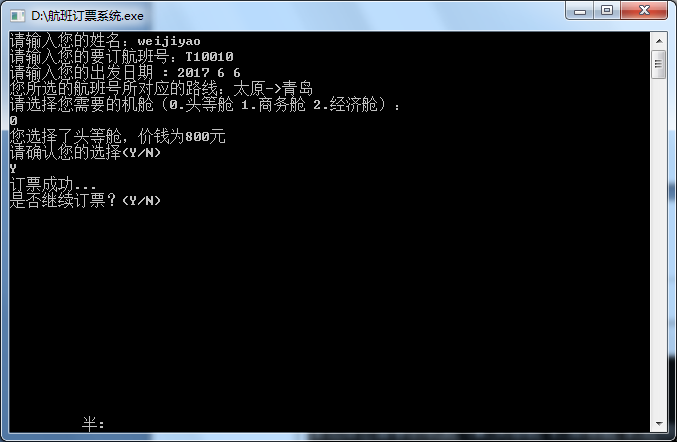 D:\航班订票系统.exe
请输入您的姓名：weijiyao
请输入您的要订航班号：T10010
请输入您的出发日期 : 2017 6 6
您所选的航班号所对应的路线：太原->青岛
请选择您需要的机舱（0.头等舱 1.商务舱 2.经济舱）：
0
您选择了头等舱，价钱为800元
请确认您的选择(Y/N)
Y
订票成功...
是否继续订票？(Y/N)
半：